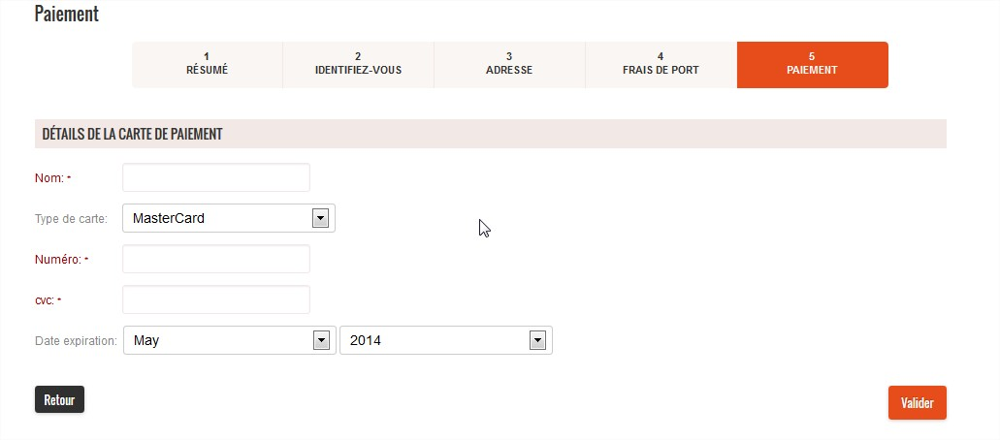 Paiement
1 2 3 4 5
RÉSUMÉ IDENTIFIEZ-VOUS ADRESSE FRAIS DE PORT PAIEMENT
DÉTAILS DE LA CARTE DE PAIEMENT
Nom: *
Type de carte: MasterCard
Numéro: *
cvc: *
Date expiration: May 2014
Retour Valider